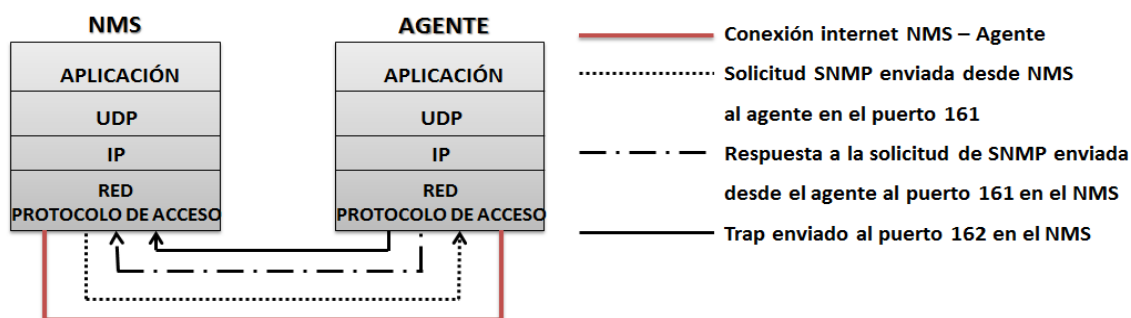 NMS
APLICACIÓN
UDP
IP
RED
PROTOCOLO DE ACCESO
AGENTE
APLICACIÓN
UDP
IP
RED
PROTOCOLO DE ACCESO
Conexión internet NMS – Agente
Solicitud SNMP enviada desde NMS
al agente en el puerto 161
Respuesta a la solicitud de SNMP enviada
desde el agente al puerto 161 en el NMS
Trap enviado al puerto 162 en el NMS